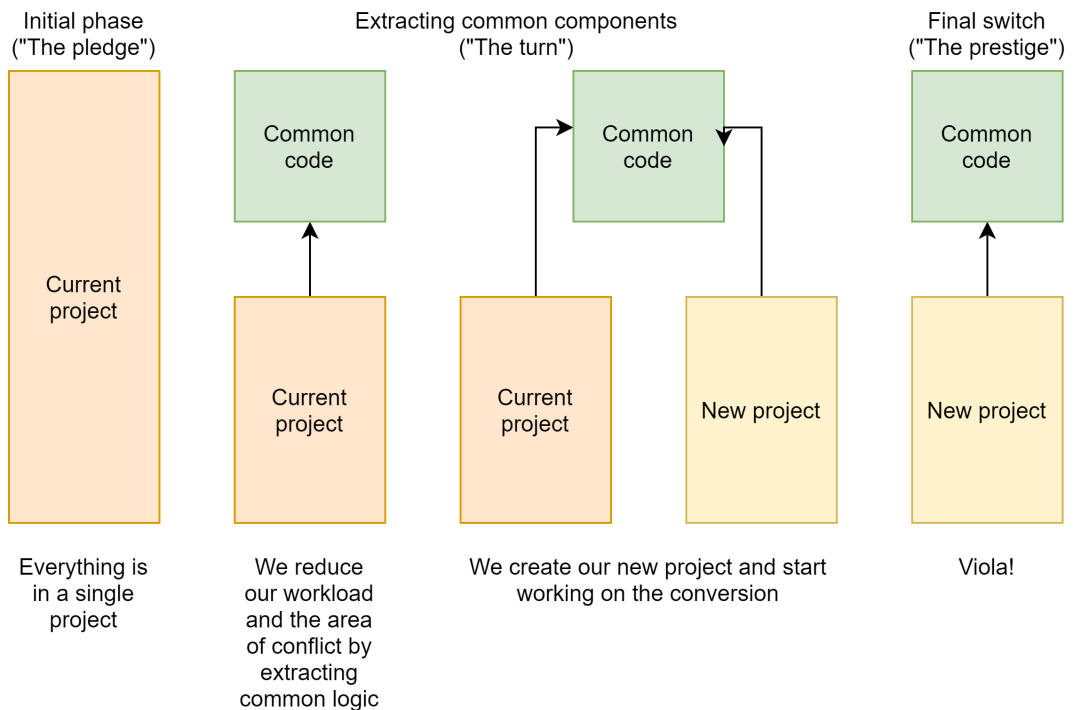 Initial phase
("The pledge")
Extracting common components
("The turn")
Final switch
("The prestige")
Current
project
Common
code
Current
project
Common
code
Current
project
New project
Common
code
New project
Everything is
in a single
project
We reduce
our workload
and the area
of conflict by
extracting
common logic
We create our new project and start
working on the conversion
Viola!